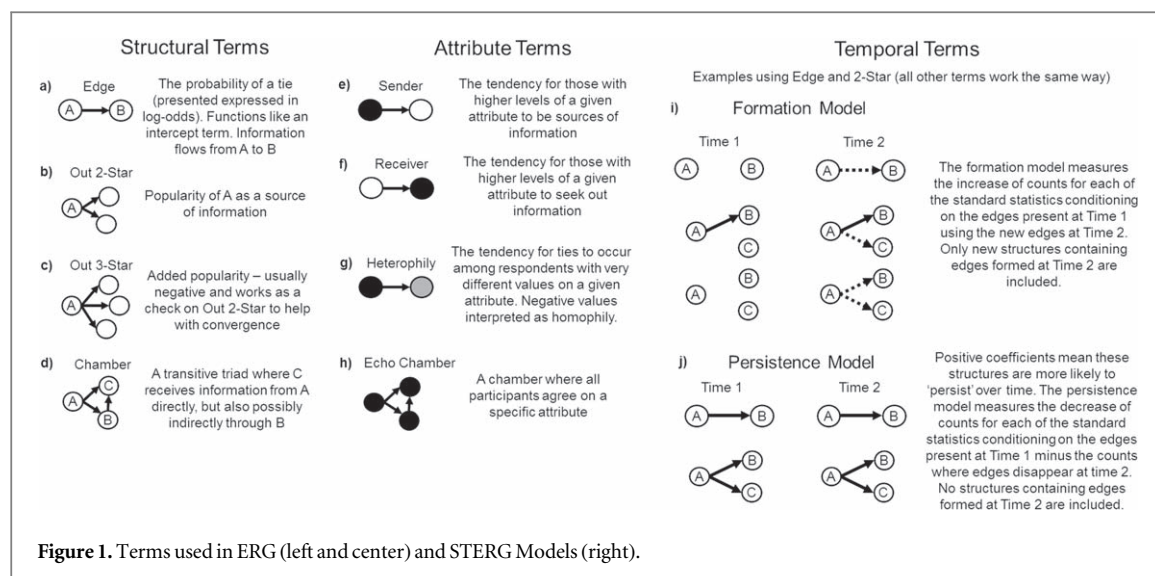 Structural Terms
a)
Edge
A
B
The probability of a tie
(presented expressed in
log-odds). Functions like an
intercept term. Information
flows from A to B
b)
Out 2-Star
A
Popularity of A as a source
of information
c)
Out 3-Star
A
Added popularity – usually
negative and works as a
check on Out 2-Star to help
with convergence
d)
Chamber
A
C
B
A transitive triad where C
receives information from A
directly, but also possibly
indirectly through B
Attribute Terms
e)
Sender
The tendency for those with
higher levels of a given
attribute to be sources of
information
f)
Receiver
The tendency for those with
higher levels of a given
attribute to seek out
information
g)
Heterophily
The tendency for ties to occur
among respondents with very
different values on a given
attribute. Negative values
interpreted as homophily.
h)
Echo Chamber
A chamber where all
participants agree on a
specific attribute
Temporal Terms
Examples using Edge and 2-Star (all other terms work the same way)
i)
Formation Model
Time 1
Time 2
A
B
A
B
A
B
C
A
B
C
A
B
C
A
B
C
The formation model measures
the increase of counts for each of
the standard statistics conditioning
on the edges present at Time 1
using the new edges at Time 2.
Only new structures containing
edges formed at Time 2 are
included.
j)
Persistence Model
Time 1
Time 2
A
B
A
B
A
B
C
A
B
C
Positive coefficients mean these
structures are more likely to
‘persist’ over time. The persistence
model measures the decrease of
counts for each of the standard
statistics conditioning on the edges
present at Time 1 minus the counts
where edges disappear at time 2.
No structures containing edges
formed at Time 2 are included.
Figure 1. Terms used in ERG (left and center) and STERG Models (right).